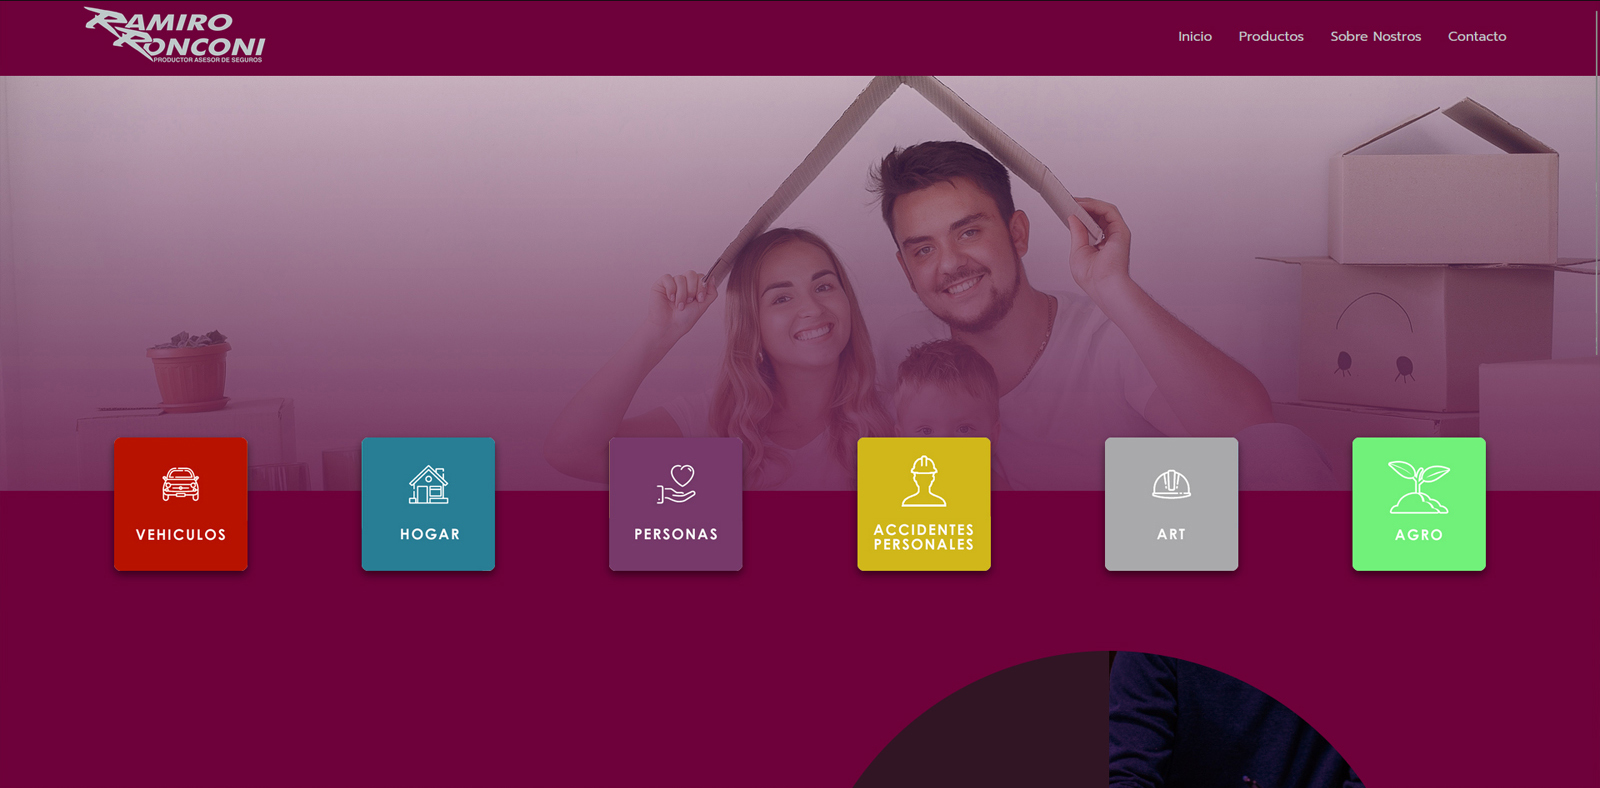 RAMIRO
RONCONI
PRODUCTOR ASESOR DE SEGUROS
Inicio
Productos
Sobre Nostros
Contacto
VEHICULOS
HOGAR
PERSONAS
ACCIDENTES
PERSONALES
ART
AGRO